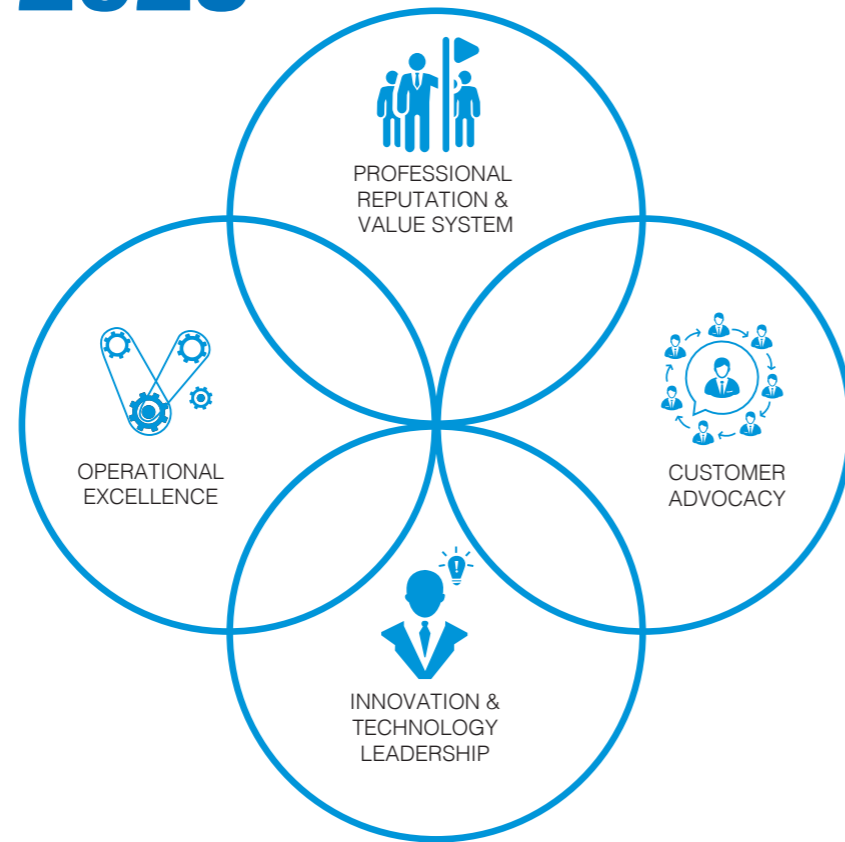 PROFESSIONAL
REPUTATION &
VALUE SYSTEM
OPERATIONAL
EXCELLENCE
CUSTOMER
ADVOCACY
INNOVATION &
TECHNOLOGY
LEADERSHIP